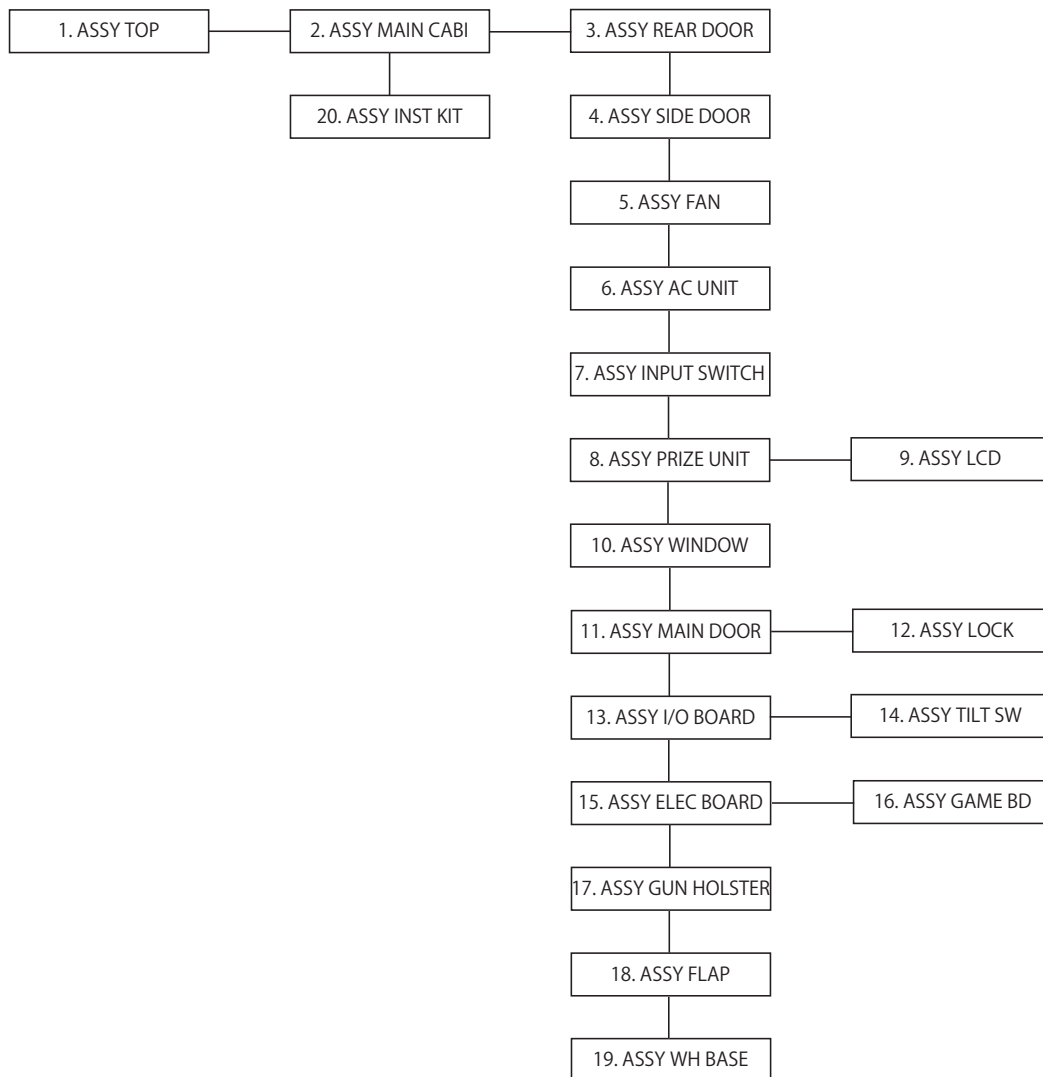 1. ASSY TOP
2. ASSY MAIN CABI
3. ASSY REAR DOOR
20. ASSY INST KIT
4. ASSY SIDE DOOR
5. ASSY FAN
6. ASSY AC UNIT
7. ASSY INPUT SWITCH
8. ASSY PRIZE UNIT
9. ASSY LCD
10. ASSY WINDOW
11. ASSY MAIN DOOR
12. ASSY LOCK
13. ASSY I/O BOARD
14. ASSY TILT SW
15. ASSY ELEC BOARD
16. ASSY GAME BD
17. ASSY GUN HOLSTER
18. ASSY FLAP
19. ASSY WH BASE